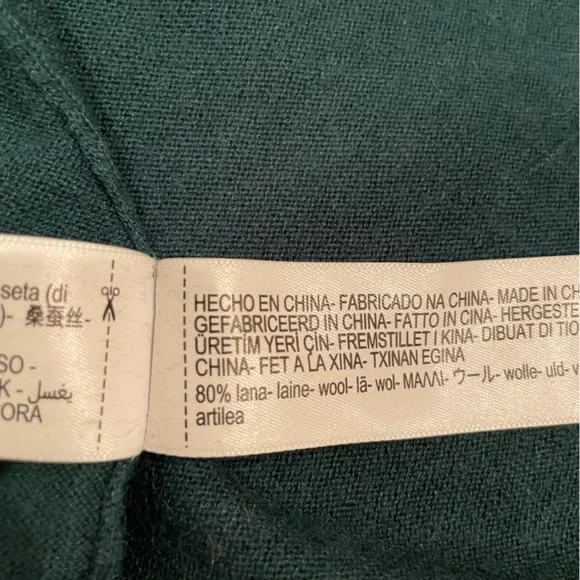 seta (di
)- 桑蚕丝-
SO -
K - يغسل
DORA
HECHO EN CHINA- FABRICADO NA CHINA- MADE IN CH
GEFABRICEERD IN CHINA- FATTO IN CINA- HERGESTE
ÜRETİM YERİ ÇİN- FREMSTILLET I KINA- DIBUAT DI TIO
CHINA- FET A LA XINA- TXINAN EGINA
80% lana- laine- wool- lã- wol- ΜΑΛΛΙ- ウール- wolle- uld- v
artilea